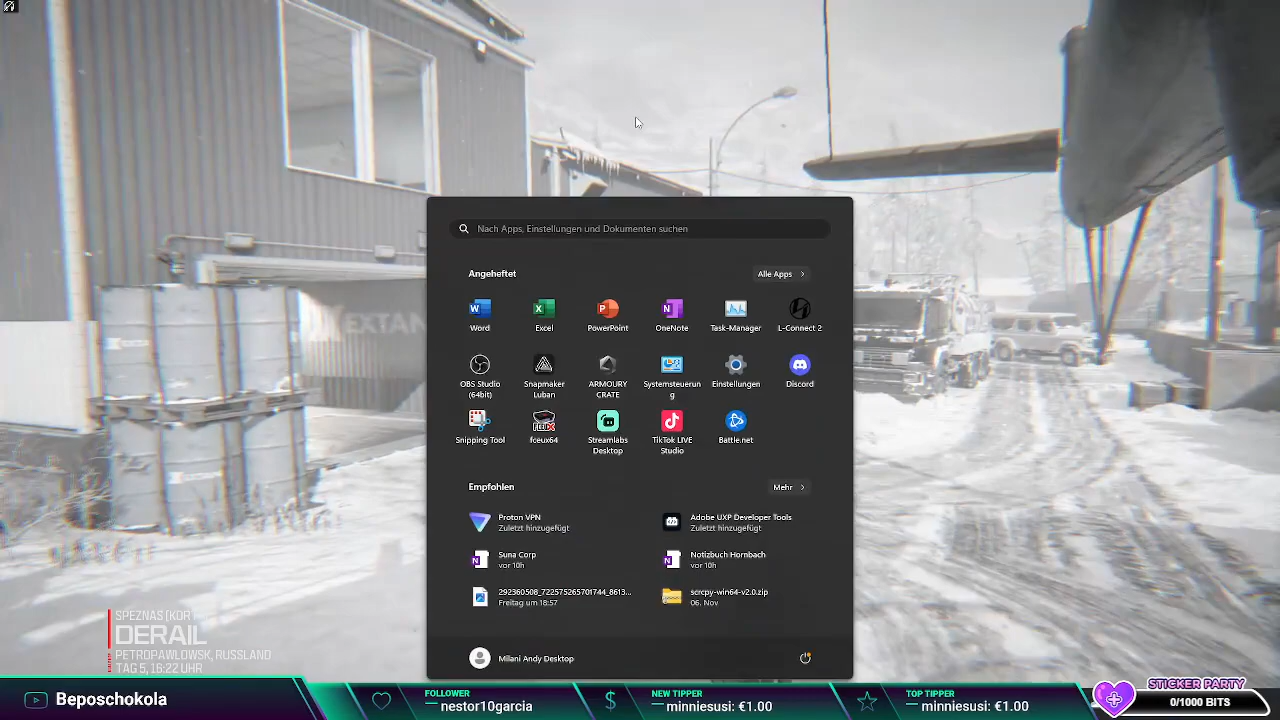 Nach Apps, Einstellungen und Dokumenten suchen
Angeheftet
Alle Apps
Word
Excel
PowerPoint
OneNote
Task-Manager
L-Connect 2
OBS Studio
(64bit)
Snapmaker
Luban
ARMOURY
CRATE
Systemsteuerun
g
Einstellungen
Discord
Snipping Tool
fceux64
Streamlabs
Desktop
TikTok LIVE
Studio
Battle.net
Empfohlen
Mehr
Proton VPN
Zuletzt hinzugefügt
Adobe UXP Developer Tools
Zuletzt hinzugefügt
Suna Corp
vor 10h
Notizbuch Hornbach
vor 10h
292360508_722575265701744_8613...
Freitag um 18:57
scrcpy-win64-v2.0.zip
06. Nov
Milani Andy Desktop
SPEZNAS [KOR
DERAIL
PETROPAWLOWSK, RUSSLAND
TAG 5, 16:22 UHR
Beposchokola
FOLLOWER
nestor10garcia
NEW TIPPER
minniesusi: €1.00
TOP TIPPER
minniesusi: €1.00
STICKER PARTY
0/1000 BITS